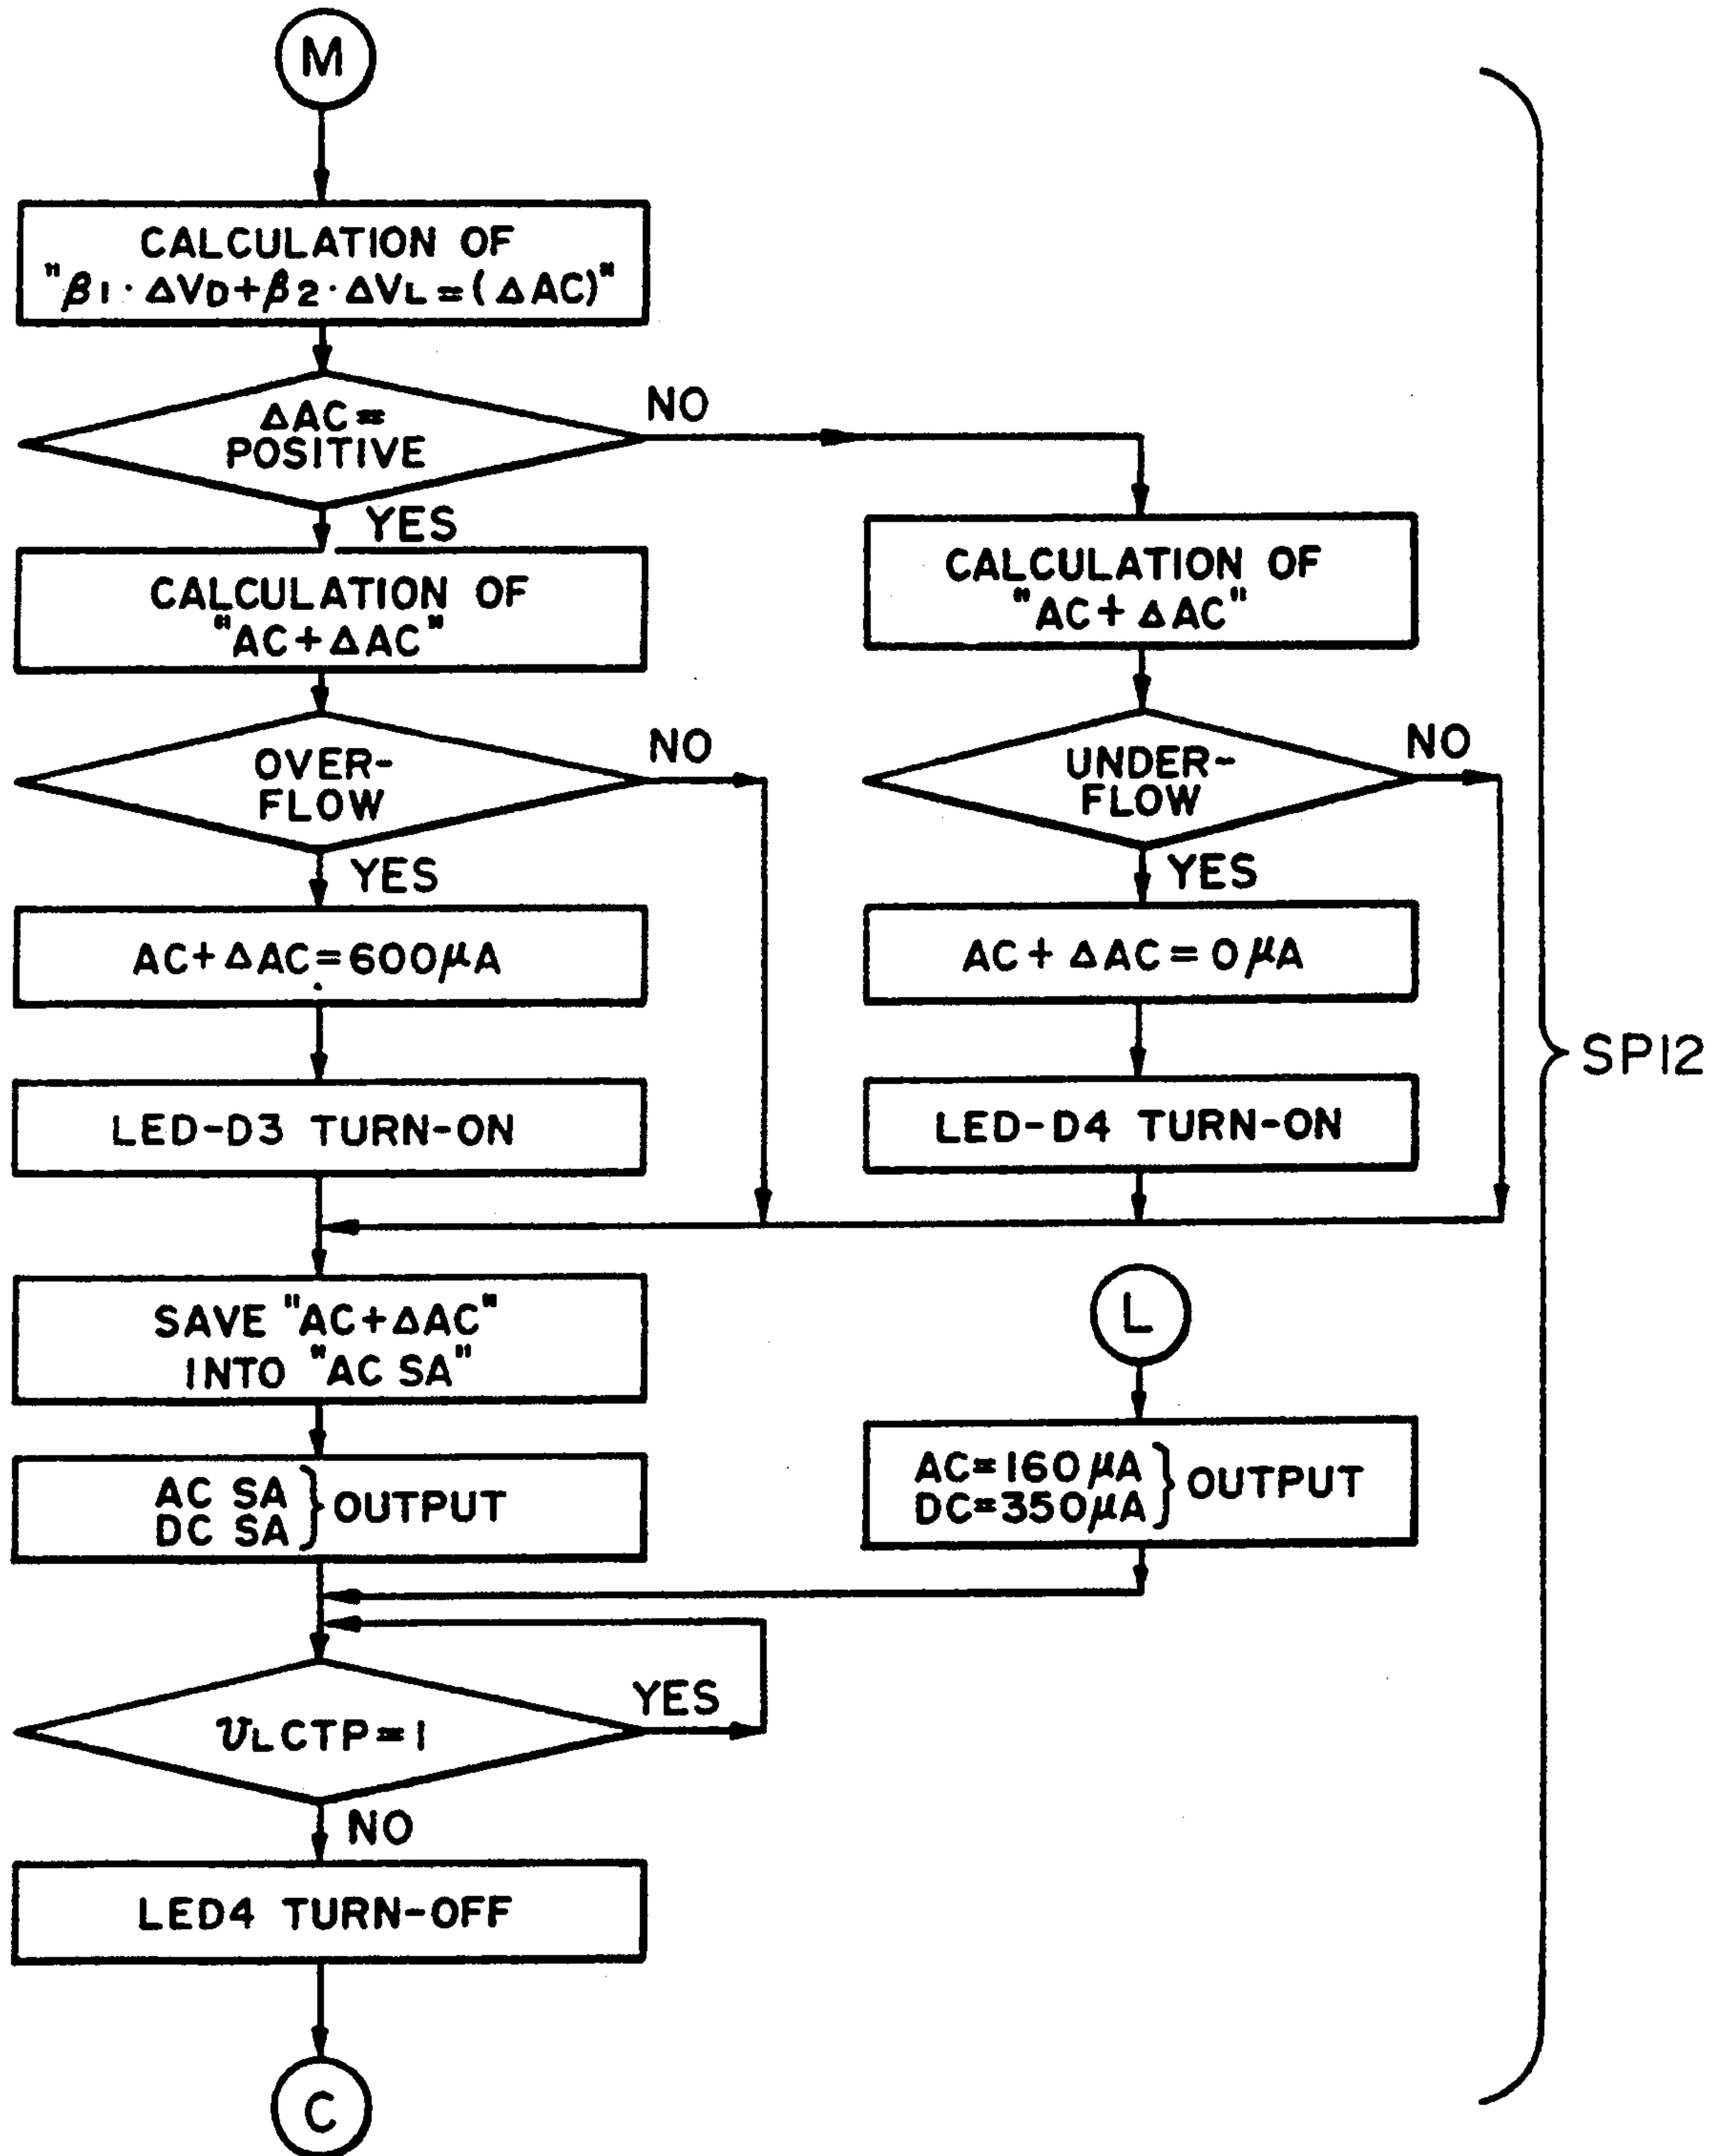 M
CALCULATION OF
"β1·ΔVD+β2·ΔVL=(ΔAC)"
ΔAC=
POSITIVE
NO
YES
CALCULATION OF
"AC+ΔAC"
CALCULATION OF
"AC+ΔAC"
OVER-
FLOW
NO
YES
UNDER-
FLOW
NO
YES
AC+ΔAC=600μA
AC+ΔAC=0μA
LED-D3 TURN-ON
LED-D4 TURN-ON
SP12
SAVE "AC+ΔAC"
INTO "AC SA"
L
AC SA
DC SA } OUTPUT
AC=160μA
DC=350μA } OUTPUT
YES
VLCTP=1
NO
LED4 TURN-OFF
C